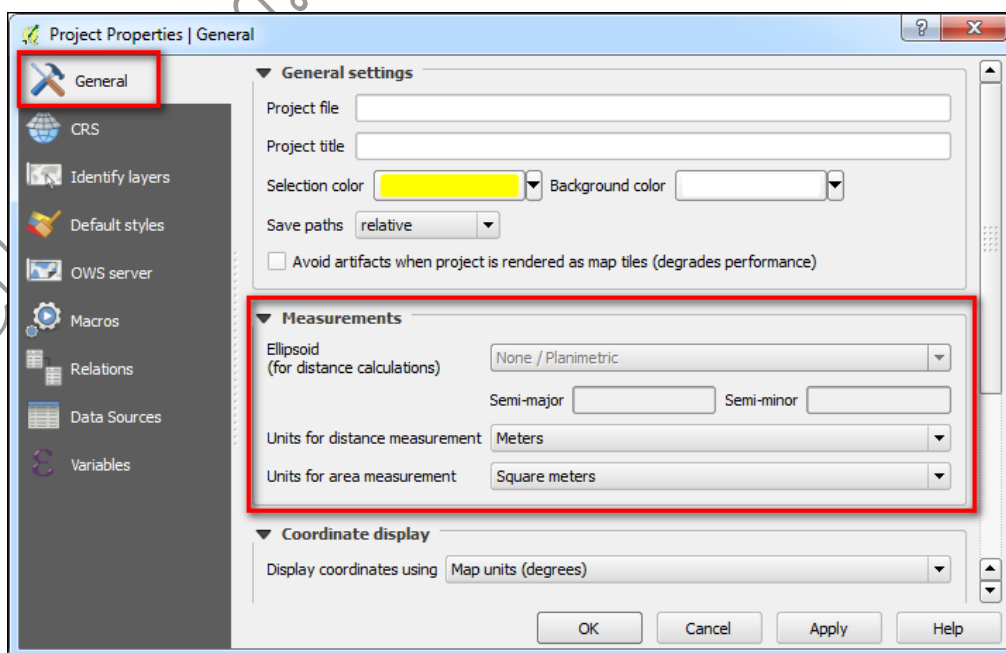 Project Properties | General
General
CRS
Identify layers
Default styles
OWS server
Macros
Relations
Data Sources
Variables
General settings
Project file
Project title
Selection color
Background color
Save paths relative
Avoid artifacts when project is rendered as map tiles (degrades performance)
Measurements
Ellipsoid
(for distance calculations)
None / Planimetric
Semi-major
Semi-minor
Units for distance measurement Meters
Units for area measurement Square meters
Coordinate display
Display coordinates using Map units (degrees)
OK
Cancel
Apply
Help